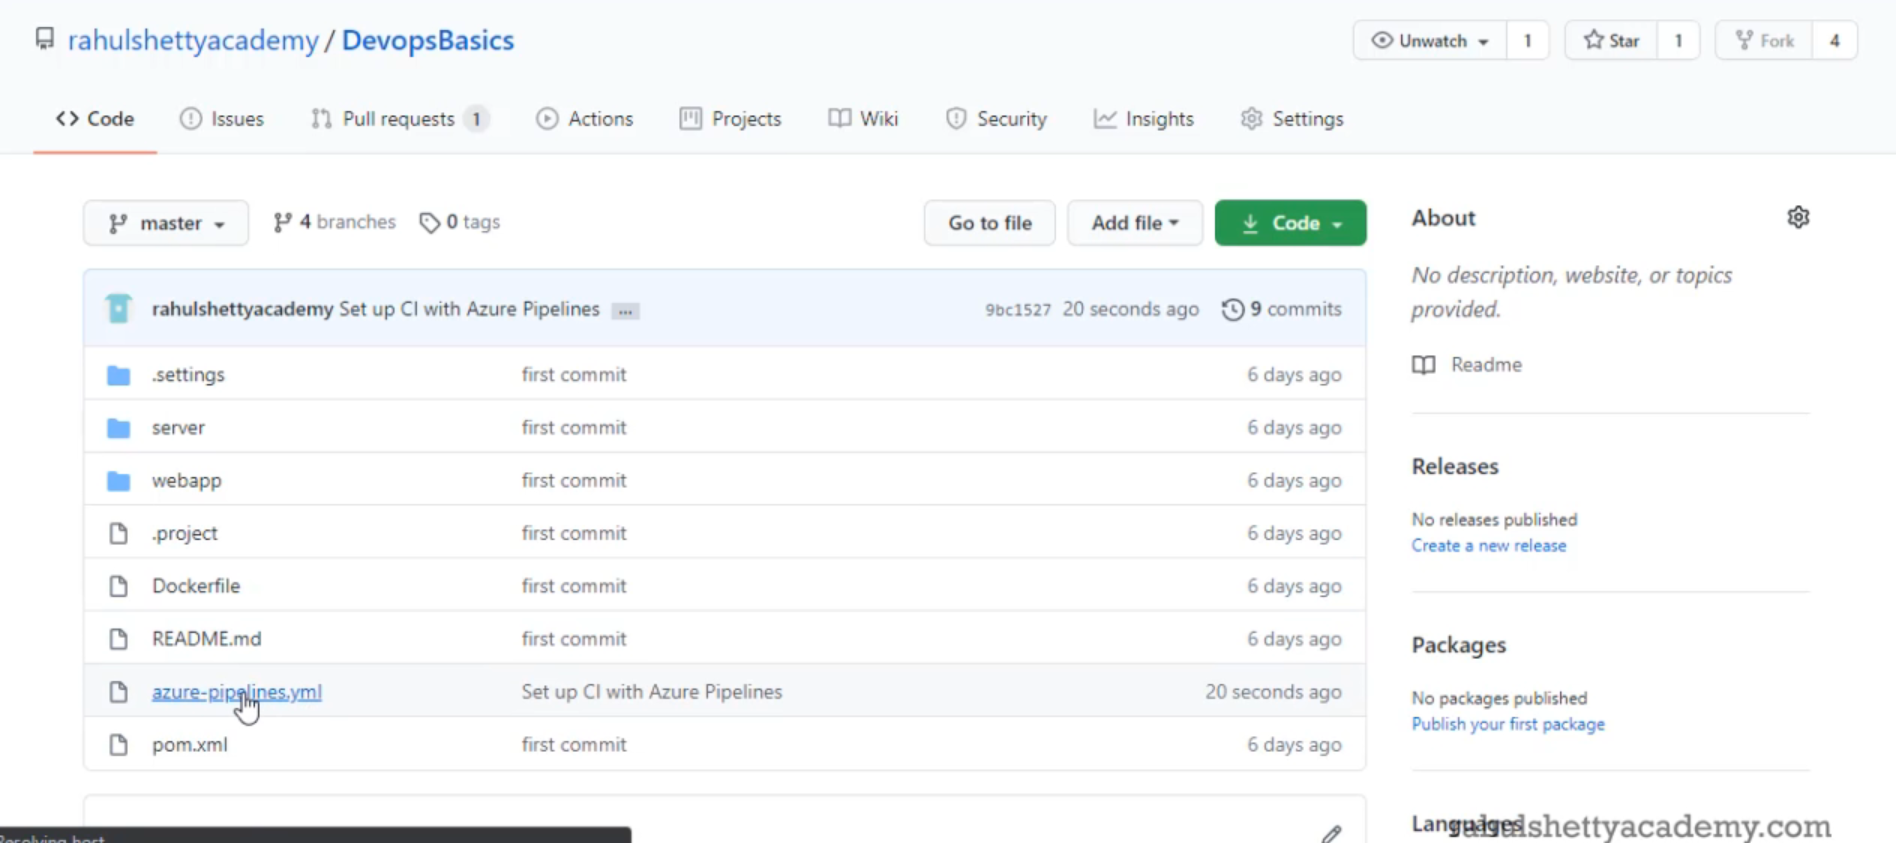 rahulshettyacademy / DevopsBasics
Unwatch 1 Star 1 Fork 4
Code Issues Pull requests 1 Actions Projects Wiki Security Insights Settings
master 4 branches 0 tags Go to file Add file Code
rahulshettyacademy Set up CI with Azure Pipelines ... 9bc1527 20 seconds ago 9 commits
.settings first commit 6 days ago
server first commit 6 days ago
webapp first commit 6 days ago
.project first commit 6 days ago
Dockerfile first commit 6 days ago
README.md first commit 6 days ago
azure-pipelines.yml Set up CI with Azure Pipelines 20 seconds ago
pom.xml first commit 6 days ago
About
No description, website, or topics
provided.
Readme
Releases
No releases published
Create a new release
Packages
No packages published
Publish your first package
Languages
rahulshettyacademy.com
Resolving host